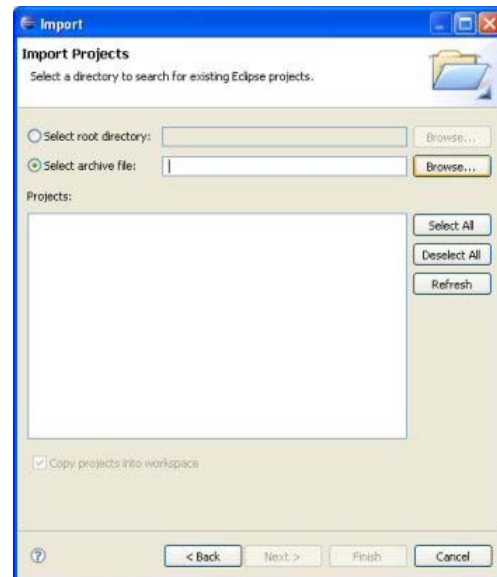 Import
Import Projects
Select a directory to search for existing Eclipse projects.
Select root directory:
Browse...
Select archive file:
Browse...
Projects:
Select All
Deselect All
Refresh
Copy projects into workspace
?
< Back
Next >
Finish
Cancel